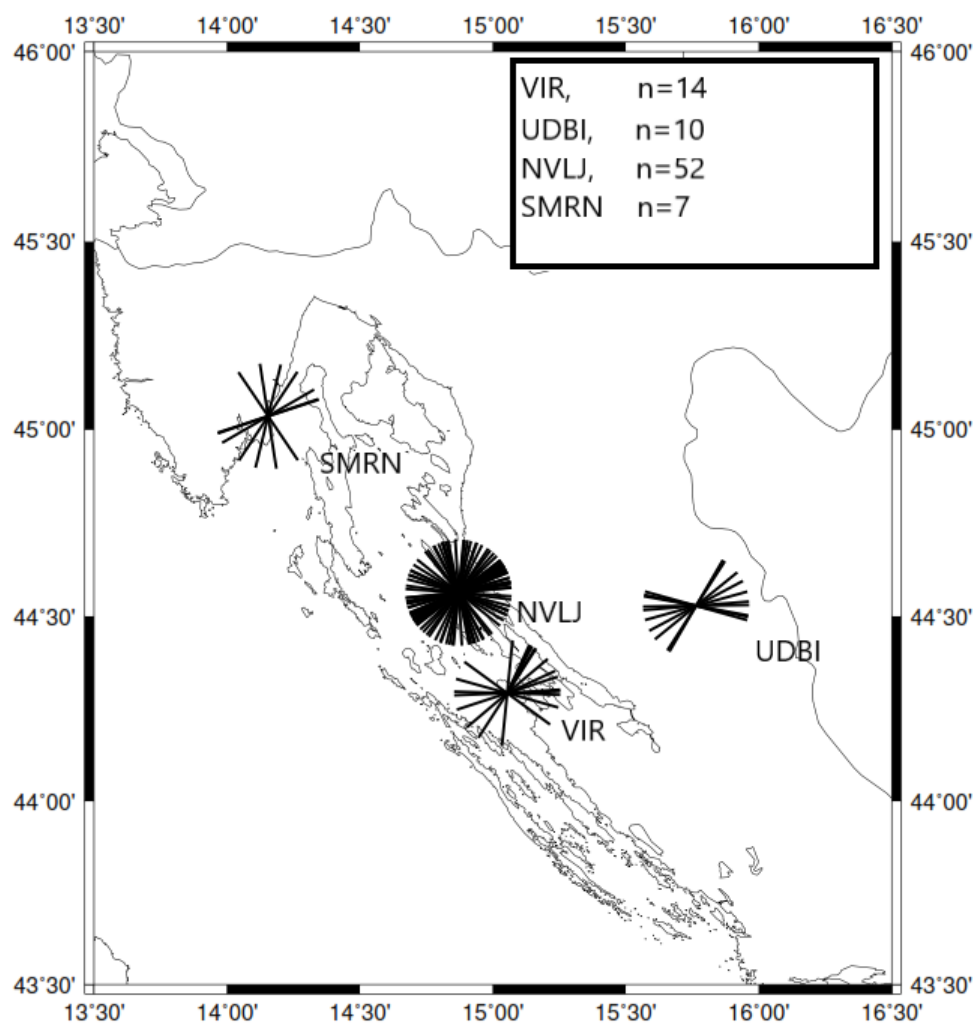 13˚30' 14˚00' 14˚30' 15˚00' 15˚30' 16˚00' 16˚30'
46˚00' 46˚00'
VIR, n=14
UDBI, n=10
NVLJ, n=52
SMRN n=7
45˚30' 45˚30'
45˚00' 45˚00'
SMRN
44˚30' 44˚30'
NVLJ
UDBI
VIR
44˚00' 44˚00'
43˚30' 43˚30'
13˚30' 14˚00' 14˚30' 15˚00' 15˚30' 16˚00' 16˚30'